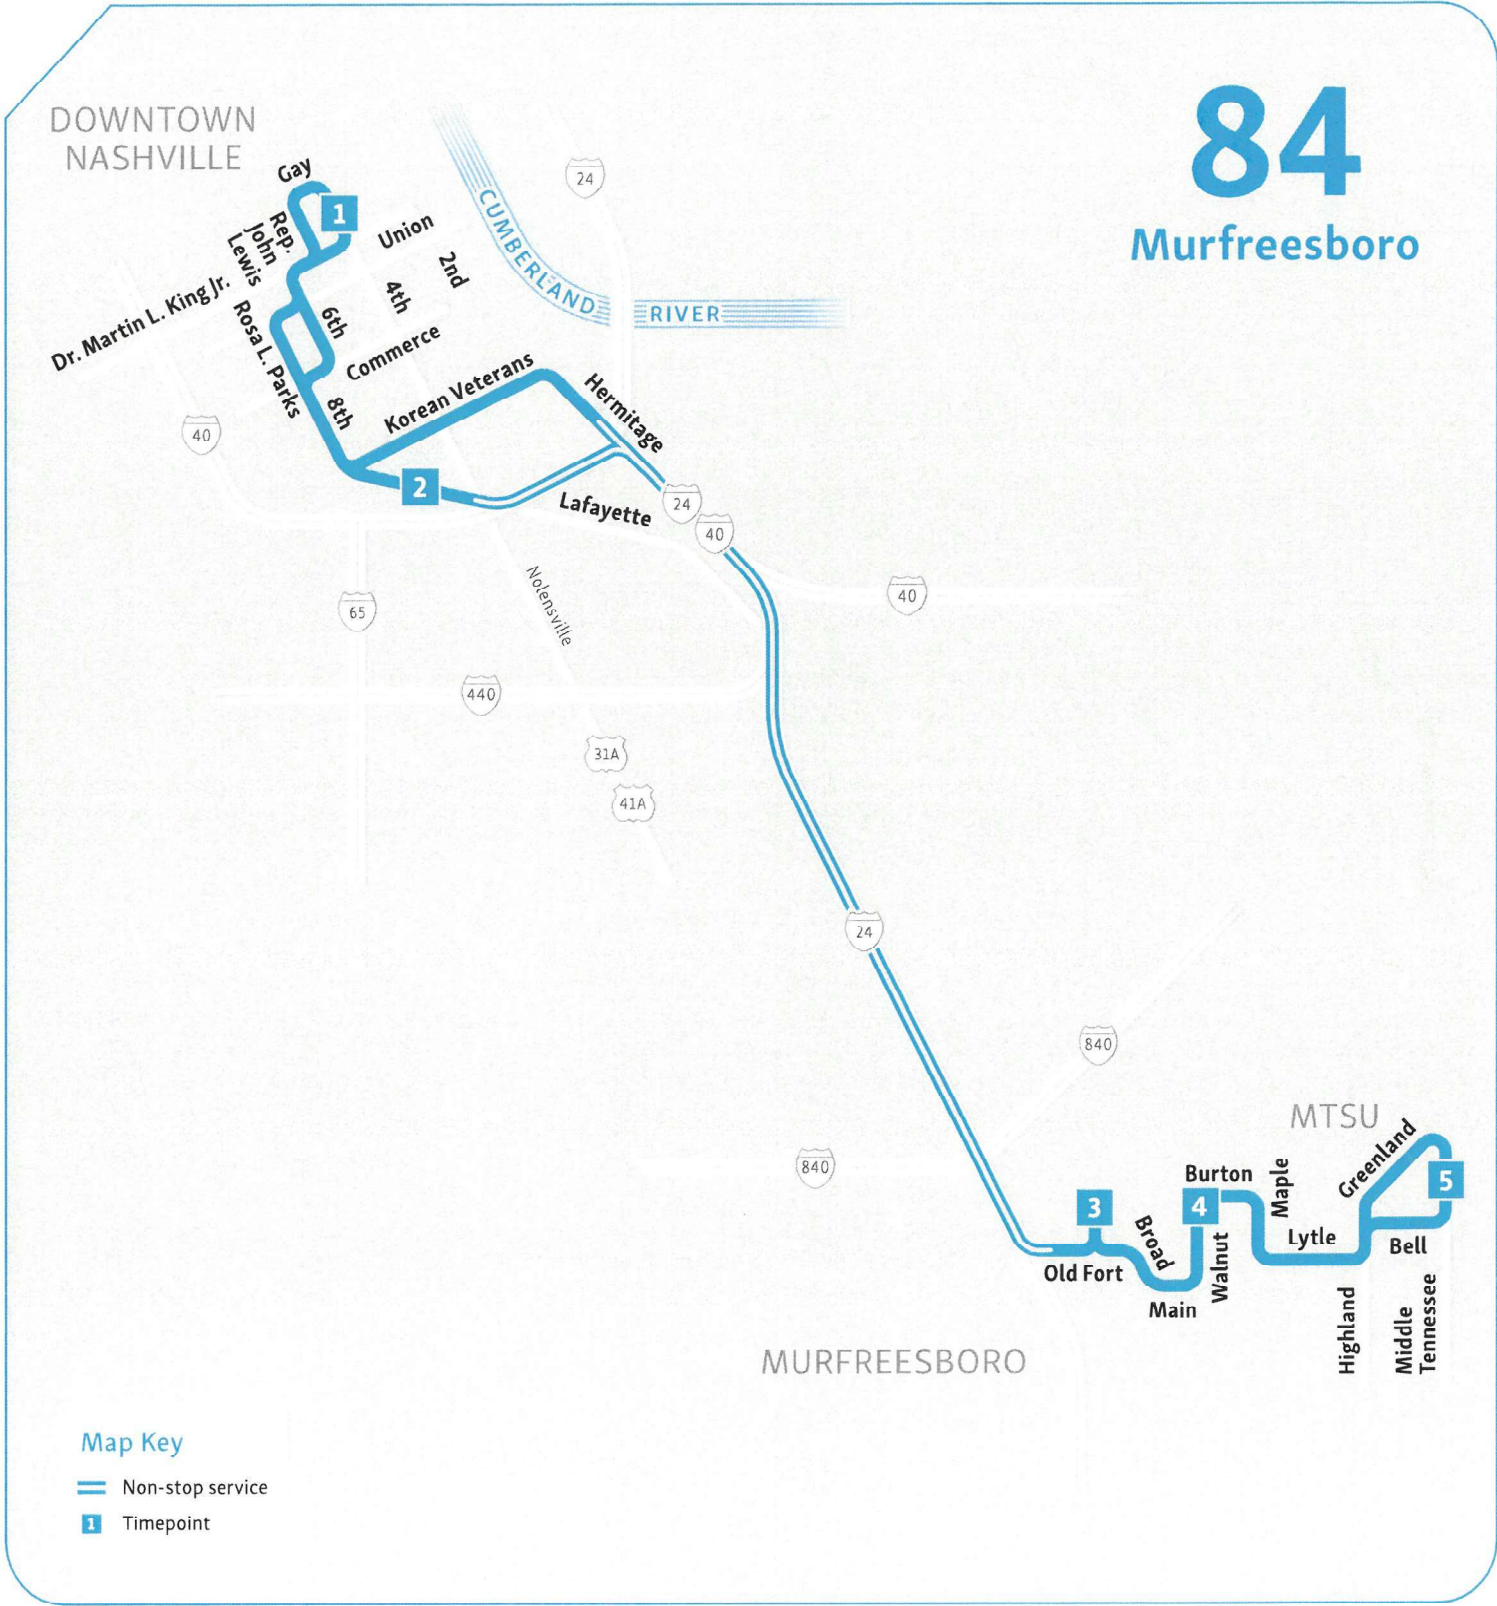 84
Murfreesboro
DOWNTOWN
NASHVILLE
Gay
1
24
Rep.
John
Lewis
Union
2nd
CUMBERLAND
RIVER
Dr. Martin L. King Jr.
4th
6th
Rosa L. Parks
Commerce
8th
Korean Veterans
Hermitage
40
2
Lafayette
24
40
Nolensville
40
65
440
31A
41A
24
840
840
MTSU
Greenland
3
Broad
4
Burton
Maple
5
Old Fort
Walnut
Lytle
Bell
Main
Highland
Middle
Tennessee
MURFREESBORO
Map Key
Non-stop service
1
Timepoint